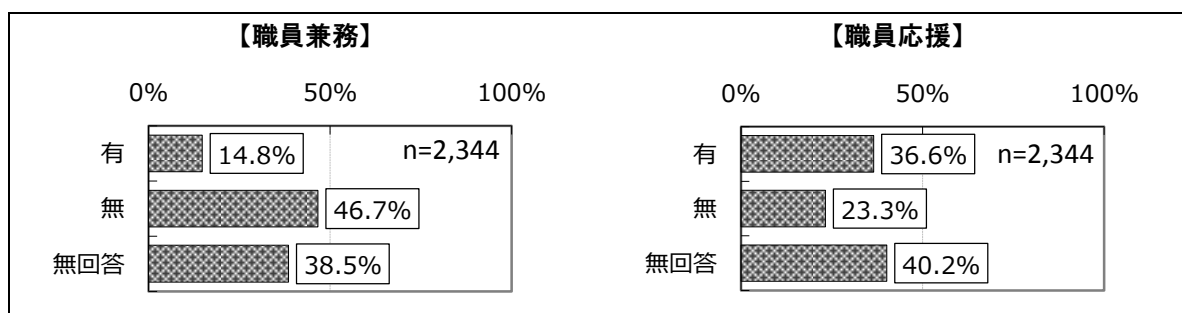 【職員兼務】
0% 50% 100%
有 14.8% n=2,344
無 46.7%
無回答 38.5%
【職員応援】
0% 50% 100%
有 36.6% n=2,344
無 23.3%
無回答 40.2%